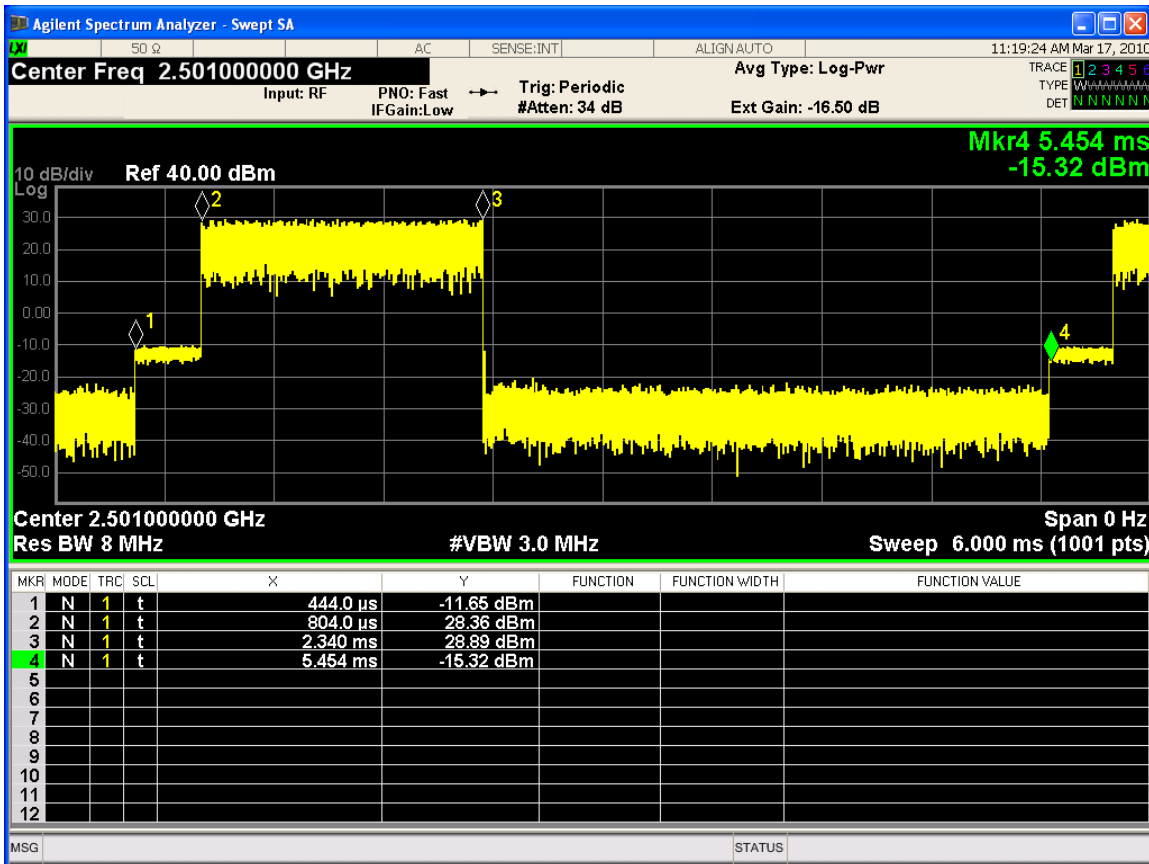 Agilent Spectrum Analyzer - Swept SA
LXI 50 Ω AC SENSE:INT ALIGN AUTO 11:19:24 AM Mar 17, 2010
Center Freq 2.501000000 GHz
Input: RF
PNO: Fast
IFGain:Low
Trig: Periodic
#Atten: 34 dB
Avg Type: Log-Pwr
Ext Gain: -16.50 dB
TRACE 1 2 3 4 5 6
TYPE
DET N N N N N N
Mkr4 5.454 ms
-15.32 dBm
10 dB/div Ref 40.00 dBm
Log
30.0
20.0
10.0
0.00
-10.0
-20.0
-30.0
-40.0
-50.0
1
2
3
4
Center 2.501000000 GHz Span 0 Hz
Res BW 8 MHz #VBW 3.0 MHz Sweep 6.000 ms (1001 pts)
MKR MODE TRC SCL X Y FUNCTION FUNCTION WIDTH FUNCTION VALUE
1 N 1 t 444.0 µs -11.65 dBm
2 N 1 t 804.0 µs 28.36 dBm
3 N 1 t 2.340 ms 28.89 dBm
4 N 1 t 5.454 ms -15.32 dBm
5
6
7
8
9
10
11
12
MSG STATUS